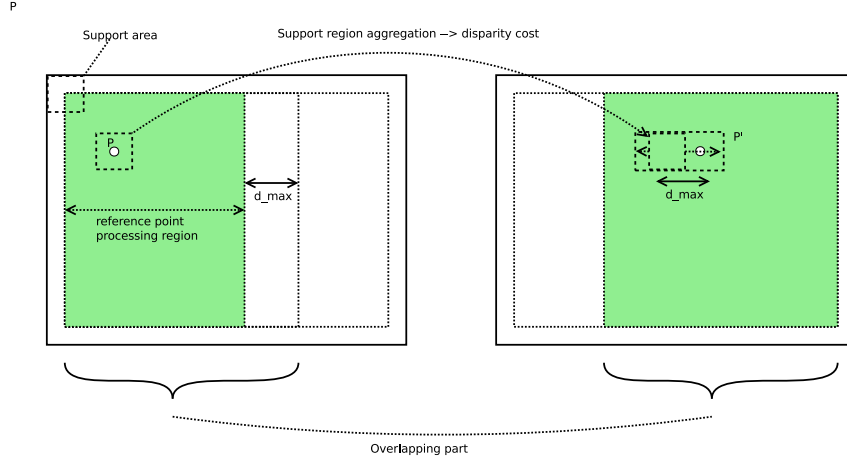 P
Support area
Support region aggregation —> disparity cost
P
P'
d_max
d_max
reference point
processing region
Overlapping part